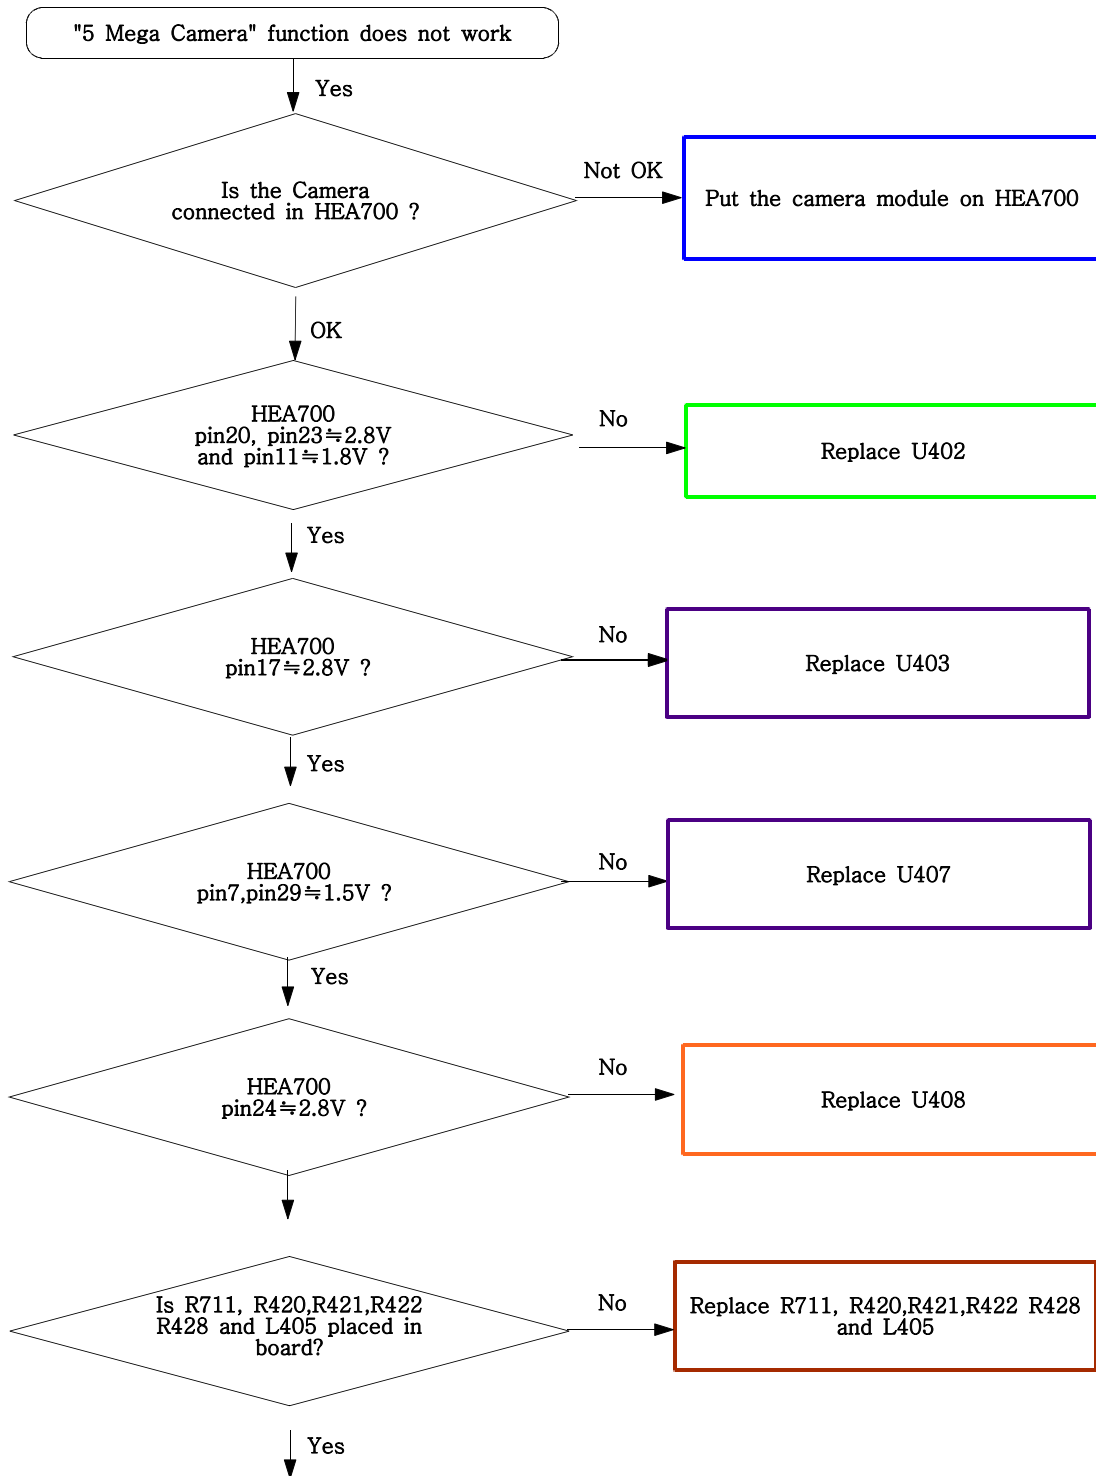 "5 Mega Camera" function does not work
Yes
Is the Camera
connected in HEA700 ?
Not OK
Put the camera module on HEA700
OK
HEA700
pin20, pin23≒2.8V
and pin11≒1.8V ?
No
Replace U402
Yes
HEA700
pin17≒2.8V ?
No
Replace U403
Yes
HEA700
pin7,pin29≒1.5V ?
No
Replace U407
Yes
HEA700
pin24≒2.8V ?
No
Replace U408
Is R711, R420,R421,R422
R428 and L405 placed in
board?
No
Replace R711, R420,R421,R422 R428
and L405
Yes